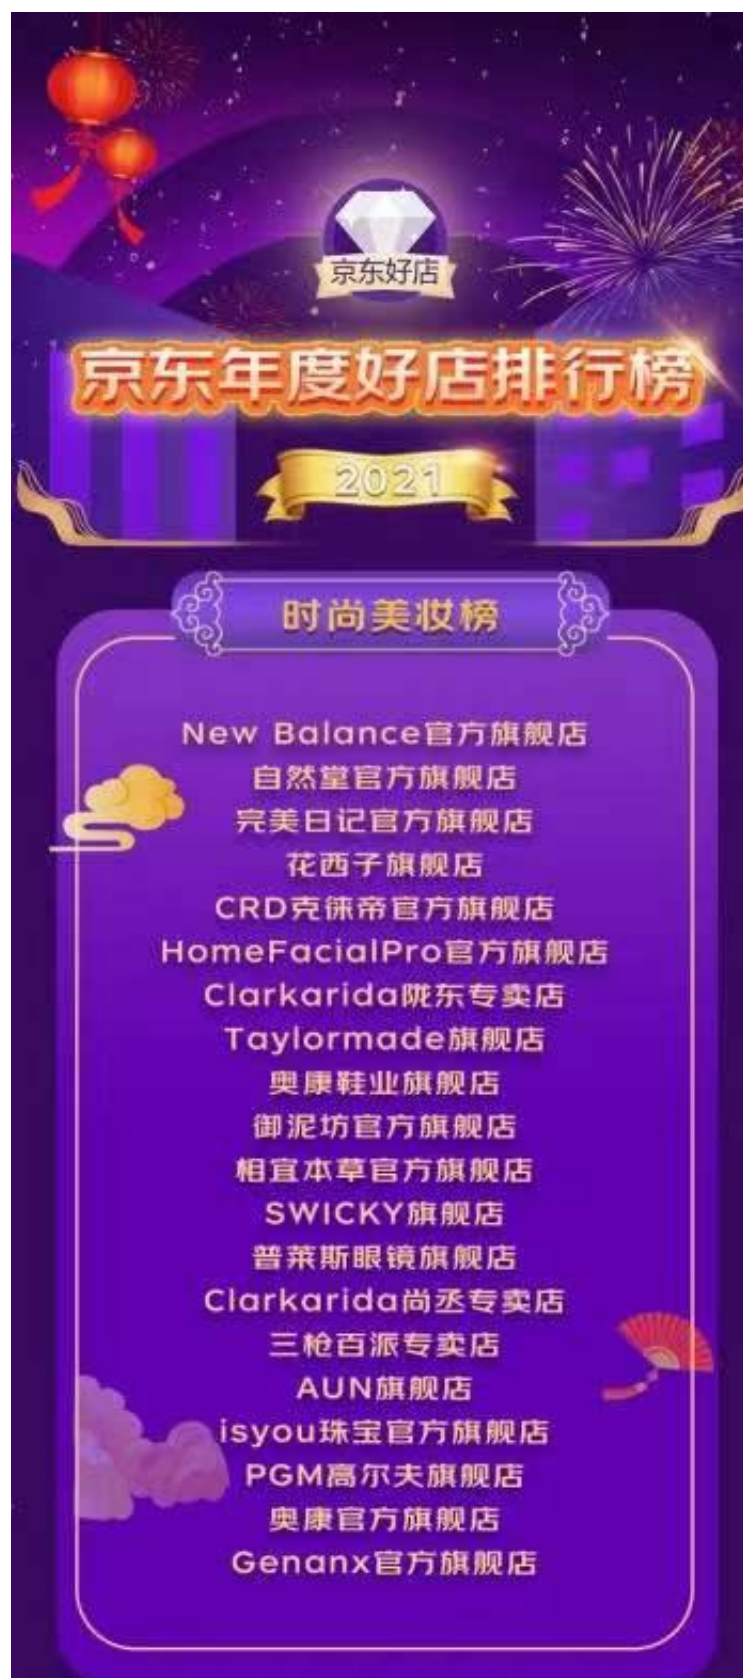 京东好店
京东年度好店排行榜
2021
时尚美妆榜
New Balance官方旗舰店
自然堂官方旗舰店
完美日记官方旗舰店
花西子旗舰店
CRD克徕帝官方旗舰店
HomeFacialPro官方旗舰店
Clarkarida陇东专卖店
Taylormade旗舰店
奥康鞋业旗舰店
御泥坊官方旗舰店
相宜本草官方旗舰店
SWICKY旗舰店
普莱斯眼镜旗舰店
Clarkarida尚丞专卖店
三枪百派专卖店
AUN旗舰店
isyou珠宝官方旗舰店
PGM高尔夫旗舰店
奥康官方旗舰店
Genanx官方旗舰店